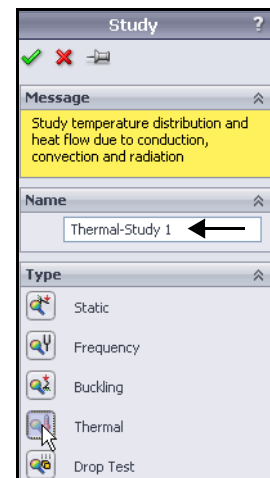 Study ?
Message
Study temperature distribution and
heat flow due to conduction,
convection and radiation
Name
Thermal-Study 1
Type
Static
Frequency
Buckling
Thermal
Drop Test